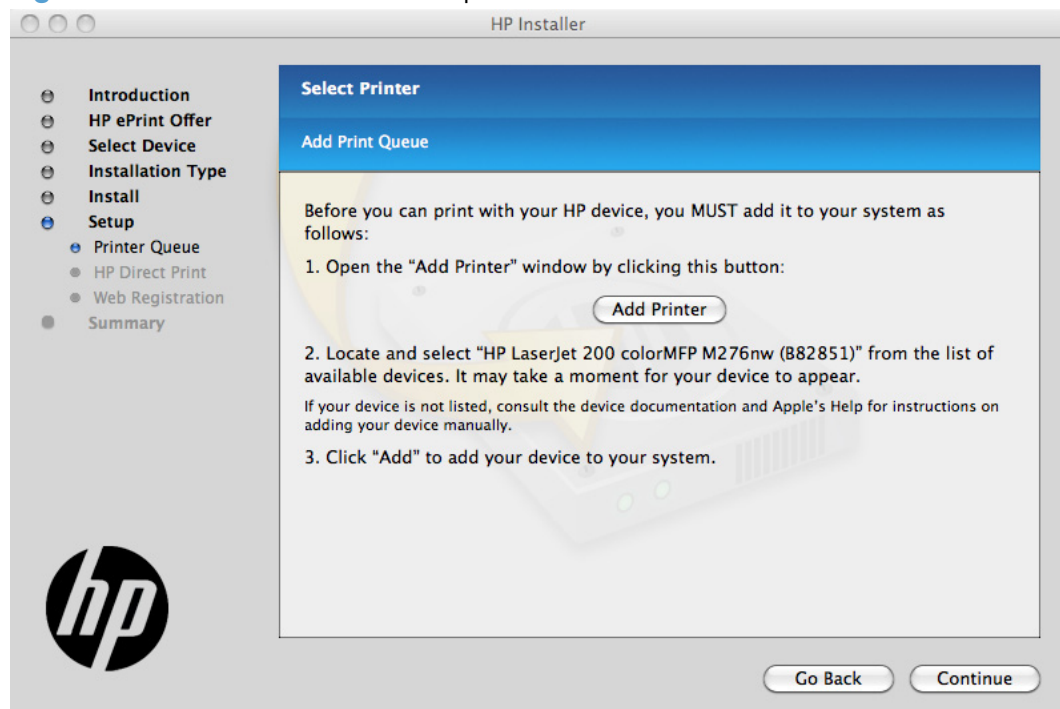 HP Installer
Introduction
HP ePrint Offer
Select Device
Installation Type
Install
Setup
Printer Queue
HP Direct Print
Web Registration
Summary
Select Printer
Add Print Queue
Before you can print with your HP device, you MUST add it to your system as
follows:
1. Open the “Add Printer” window by clicking this button:
Add Printer
2. Locate and select “HP LaserJet 200 colorMFP M276nw (B82851)” from the list of
available devices. It may take a moment for your device to appear.
If your device is not listed, consult the device documentation and Apple’s Help for instructions on
adding your device manually.
3. Click “Add” to add your device to your system.
hp
Go Back
Continue